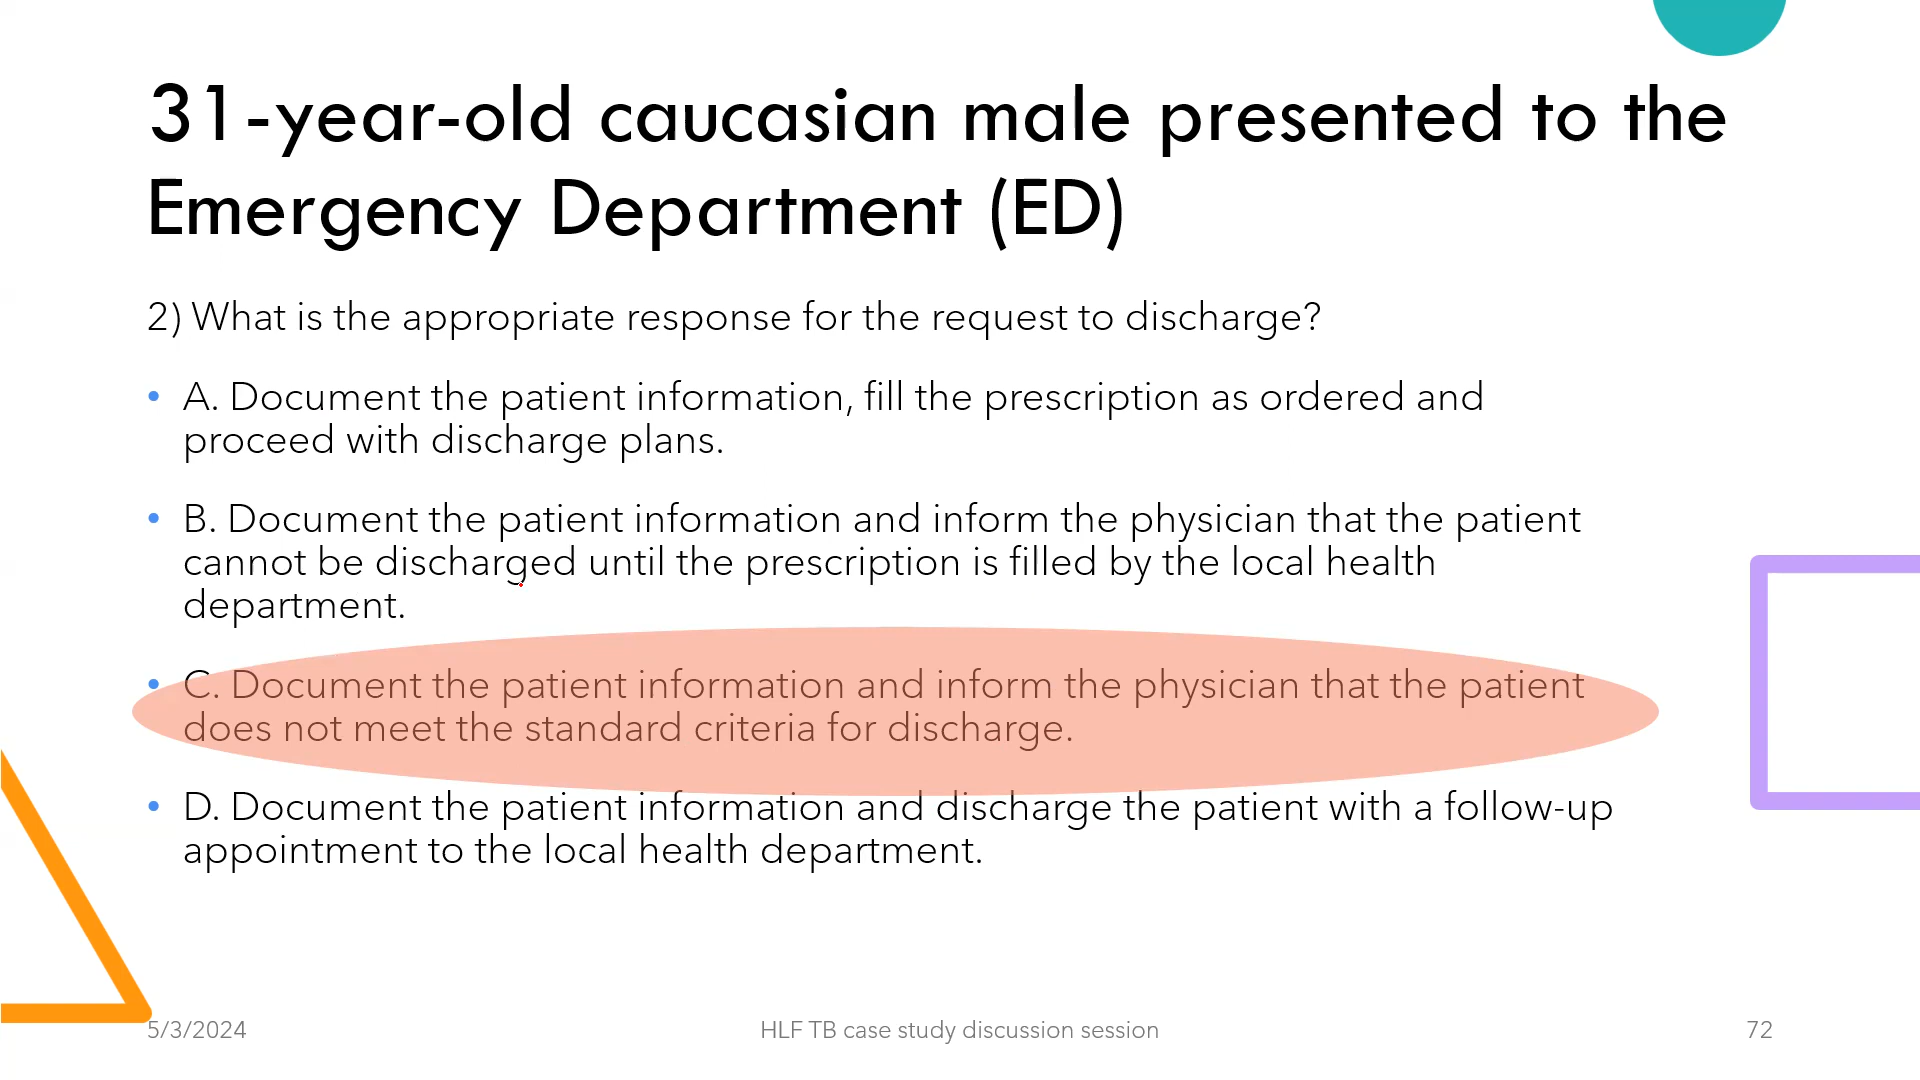 31-year-old caucasian male presented to the
Emergency Department (ED)
2) What is the appropriate response for the request to discharge?
• A. Document the patient information, fill the prescription as ordered and
proceed with discharge plans.
• B. Document the patient information and inform the physician that the patient
cannot be discharged until the prescription is filled by the local health
department.
• C. Document the patient information and inform the physician that the patient
does not meet the standard criteria for discharge.
• D. Document the patient information and discharge the patient with a follow-up
appointment to the local health department.
5/3/2024
HLF TB case study discussion session
72